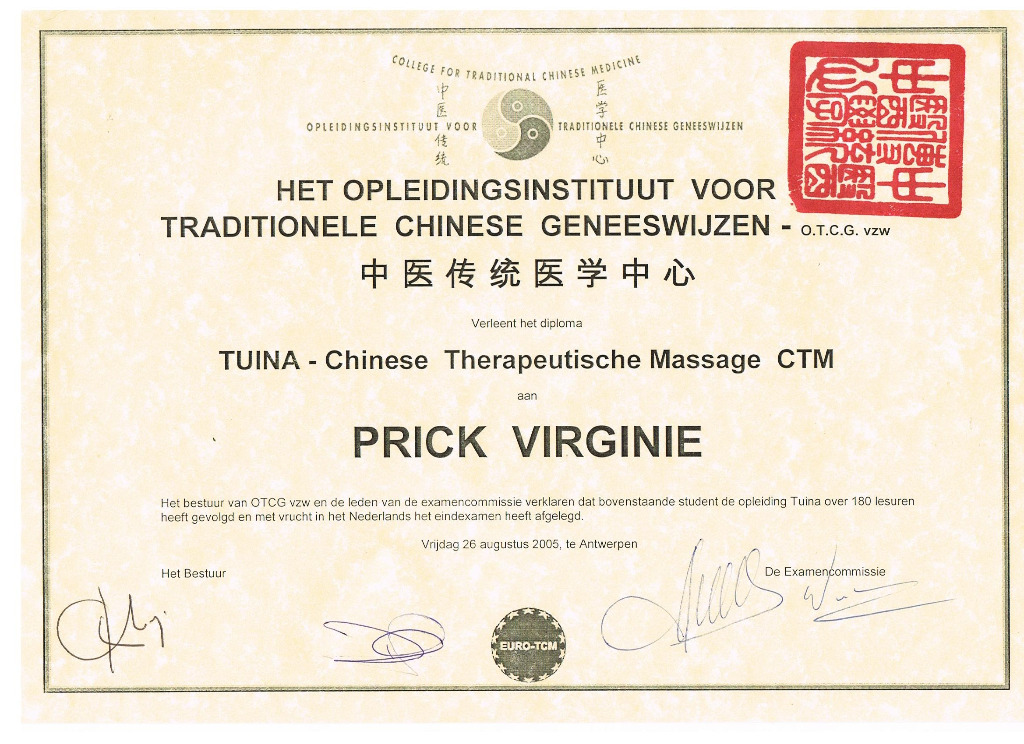 COLLEGE FOR TRADITIONAL CHINESE MEDICINE
中医传统
医学中心
OPLEIDINGSINSTITUUT VOOR TRADITIONELE CHINESE GENEESWIJZEN
HET OPLEIDINGSINSTITUUT VOOR
TRADITIONELE CHINESE GENEESWIJZEN - O.T.C.G. vzw
中医传统医学中心
Verleent het diploma
TUINA - Chinese Therapeutische Massage CTM
aan
PRICK VIRGINIE
Het bestuur van OTCG vzw en de leden van de examencommissie verklaren dat bovenstaande student de opleiding Tuina over 180 lesuren
heeft gevolgd en met vrucht in het Nederlands het eindexamen heeft afgelegd.
Vrijdag 26 augustus 2005, te Antwerpen
Het Bestuur
De Examencommissie
EURO-TCM